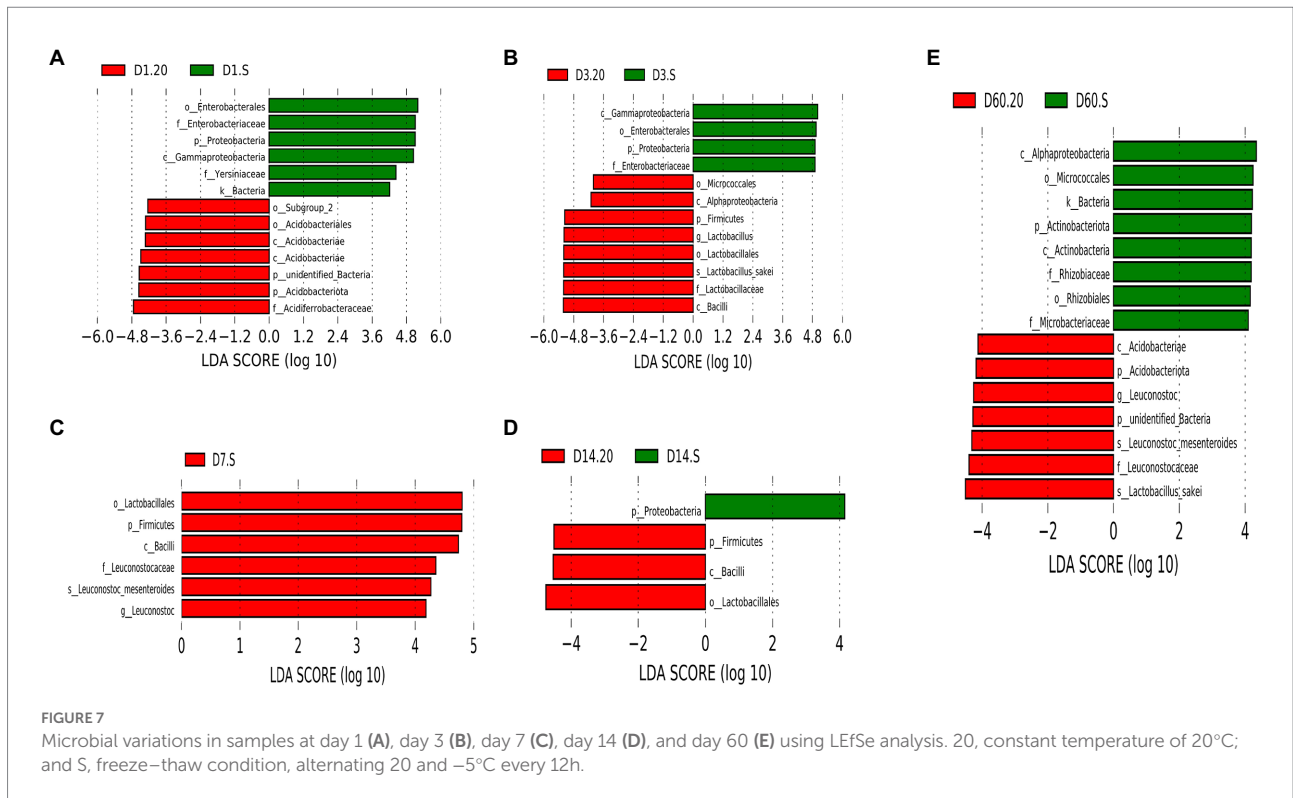 A
D1.20 D1.S
o__Enterobacterales
f__Enterobacteriaceae
p__Proteobacteria
c__Gammaproteobacteria
f__Yersiniaceae
k__Bacteria
o__Subgroup_2
o__Acidobacteriales
c__Acidobacteriae
c__Acidobacteriae
p__unidentified_Bacteria
p__Acidobacteriota
f__Acidiferrobacteraceae
−6.0 −4.8 −3.6 −2.4 −1.2 0.0 1.2 2.4 3.6 4.8 6.0
LDA SCORE (log 10)
B
D3.20 D3.S
c__Gammaproteobacteria
o__Enterobacterales
p__Proteobacteria
f__Enterobacteriaceae
o__Micrococcales
c__Alphaproteobacteria
p__Firmicutes
g__Lactobacillus
o__Lactobacillales
s__Lactobacillus_sakei
f__Lactobacillaceae
c__Bacilli
−6.0 −4.8 −3.6 −2.4 −1.2 0.0 1.2 2.4 3.6 4.8 6.0
LDA SCORE (log 10)
C
D7.S
o__Lactobacillales
p__Firmicutes
c__Bacilli
f__Leuconostocaceae
s__Leuconostoc_mesenteroides
g__Leuconostoc
0 1 2 3 4 5
LDA SCORE (log 10)
D
D14.20 D14.S
p__Proteobacteria
p__Firmicutes
c__Bacilli
o__Lactobacillales
−4 −2 0 2 4
LDA SCORE (log 10)
E
D60.20 D60.S
c__Alphaproteobacteria
o__Micrococcales
k__Bacteria
p__Actinobacteriota
c__Actinobacteria
f__Rhizobiaceae
o__Rhizobiales
f__Microbacteriaceae
c__Acidobacteriae
p__Acidobacteriota
g__Leuconostoc
p__unidentified_Bacteria
s__Leuconostoc_mesenteroides
f__Leuconostocaceae
s__Lactobacillus_sakei
−4 −2 0 2 4
LDA SCORE (log 10)
FIGURE 7
Microbial variations in samples at day 1 (A), day 3 (B), day 7 (C), day 14 (D), and day 60 (E) using LEfSe analysis. 20, constant temperature of 20°C;
and S, freeze–thaw condition, alternating 20 and −5°C every 12h.